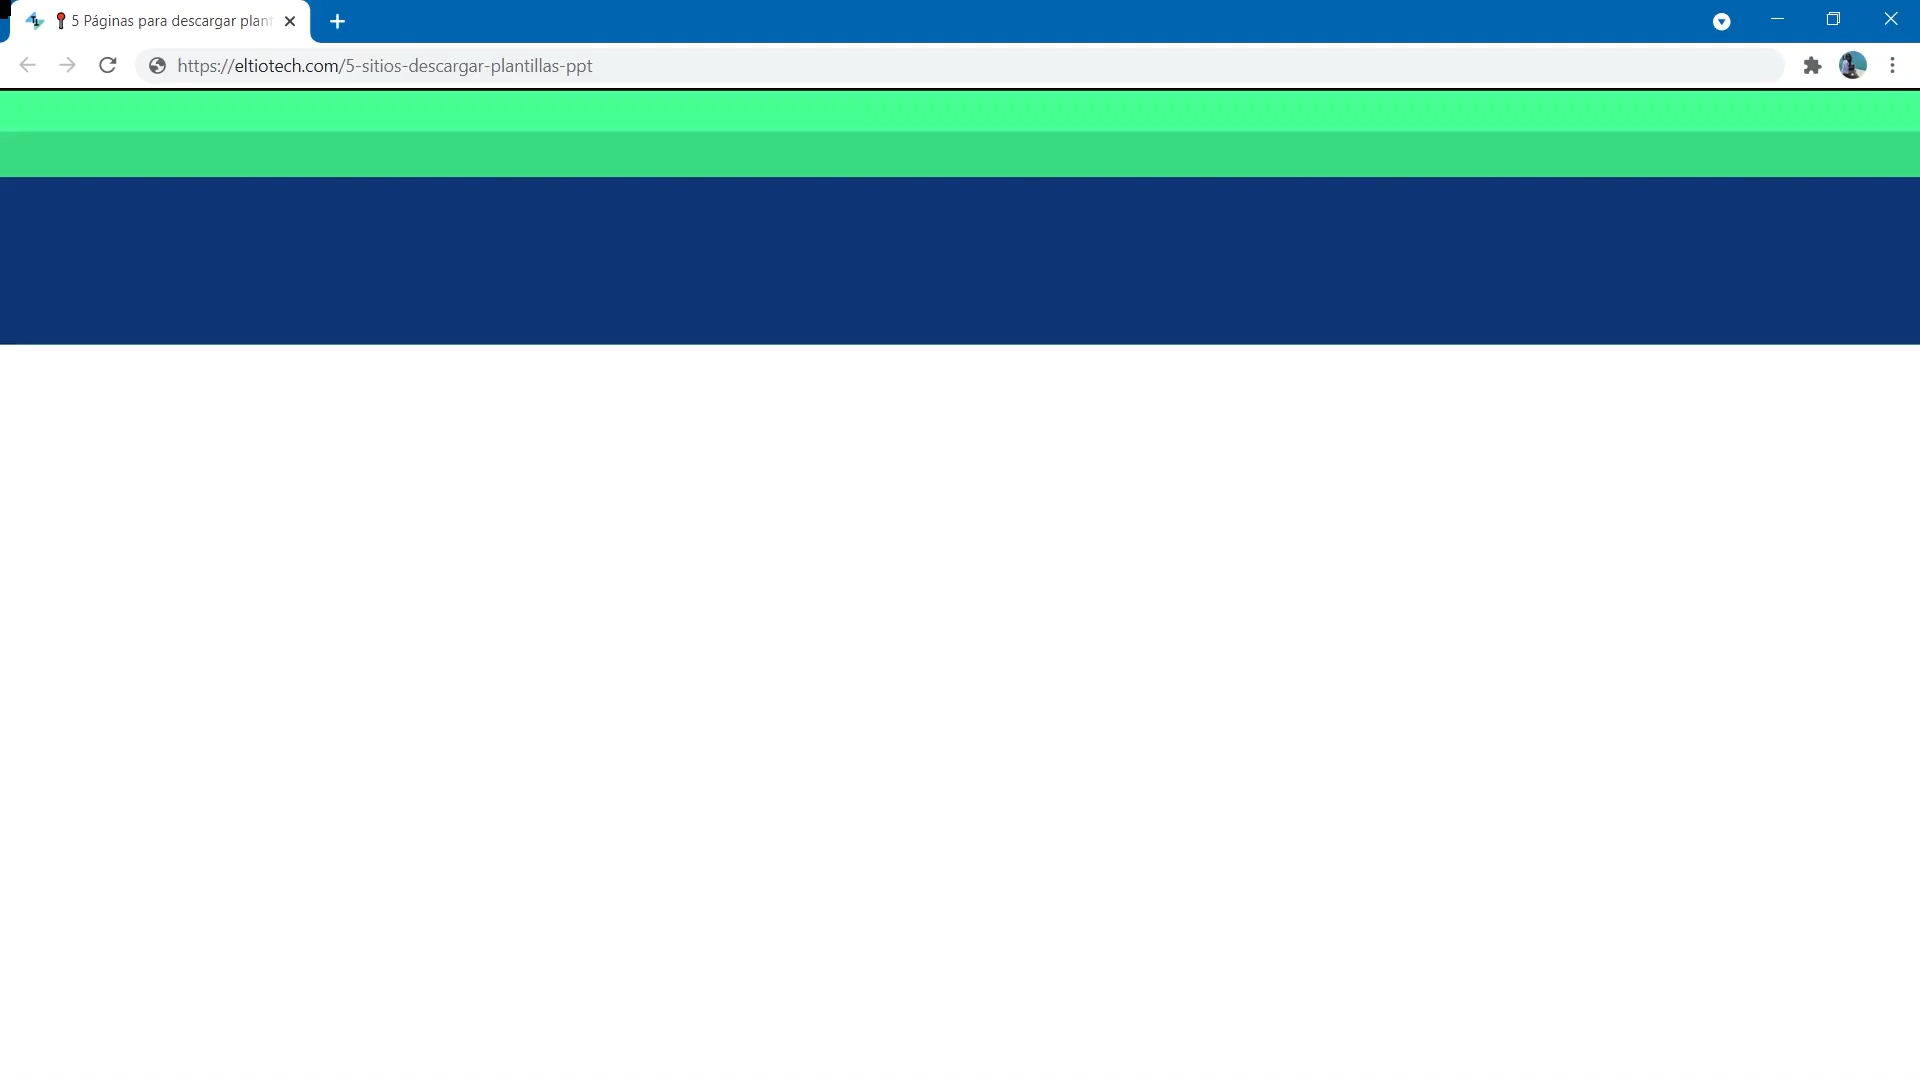 5 Páginas para descargar plant
https://eltiotech.com/5-sitios-descargar-plantillas-ppt